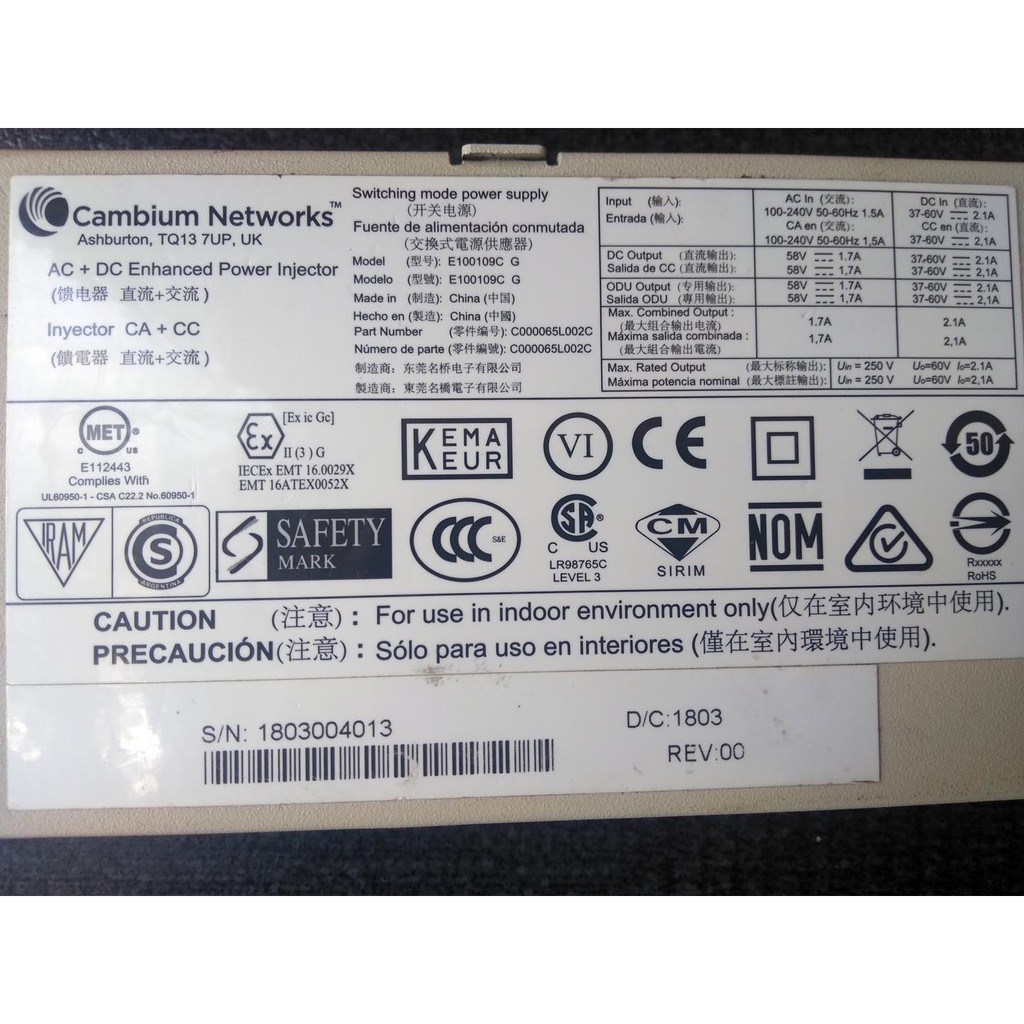 Cambium Networks™
Ashburton, TQ13 7UP, UK
AC + DC Enhanced Power Injector
(馈电器 直流+交流)
Inyector CA + CC
(饋電器 直流+交流)
Switching mode power supply
(开关电源)
Fuente de alimentación conmutada
(交換式電源供應器)
Model (型号): E100109C G
Modelo (型號): E100109C G
Made in (制造): China (中国)
Hecho en (製造): China (中國)
Part Number (零件编号): C000065L002C
Número de parte (零件編號): C000065L002C
制造商: 东莞名桥电子有限公司
製造商: 東莞名橋電子有限公司
Input (输入): AC In (交流): DC In (直流):
100-240V 50-60Hz 1.5A 37-60V 2.1A
Entrada (輸入): CA en (交流): CC en (直流):
100-240V 50-60Hz 1,5A 37-60V 2,1A
DC Output (直流输出): 58V 1.7A 37-60V 2.1A
Salida de CC (直流輸出): 58V 1,7A 37-60V 2,1A
ODU Output (专用输出): 58V 1.7A 37-60V 2.1A
Salida ODU (專用輸出): 58V 1,7A 37-60V 2,1A
Max. Combined Output :
(最大组合输出电流) 1.7A 2.1A
Máxima salida combinada : 1,7A 2,1A
(最大組合輸出電流)
Max. Rated Output (最大标称输出): Uin = 250 V Uo=60V Io=2.1A
Máxima potencia nominal (最大標註輸出): Uin = 250 V Uo=60V Io=2,1A
MET®
C US
E112443
Complies With
UL60950-1 - CSA C22.2 No.60950-1
Ex
[Ex ic Gc]
II (3) G
IECEx EMT 16.0029X
EMT 16ATEX0052X
KEMA
KEUR
VI
CE
50
IRAM
REPUBLICA
S
ARGENTINA
SAFETY
MARK
CCC S&E
SA®
C US
LR98765C
LEVEL 3
CM
SIRIM
NOM
Rxxxxx
RoHS
CAUTION (注意): For use in indoor environment only(仅在室内环境中使用).
PRECAUCIÓN(注意): Sólo para uso en interiores (僅在室內環境中使用).
S/N: 1803004013
D/C:1803
REV:00